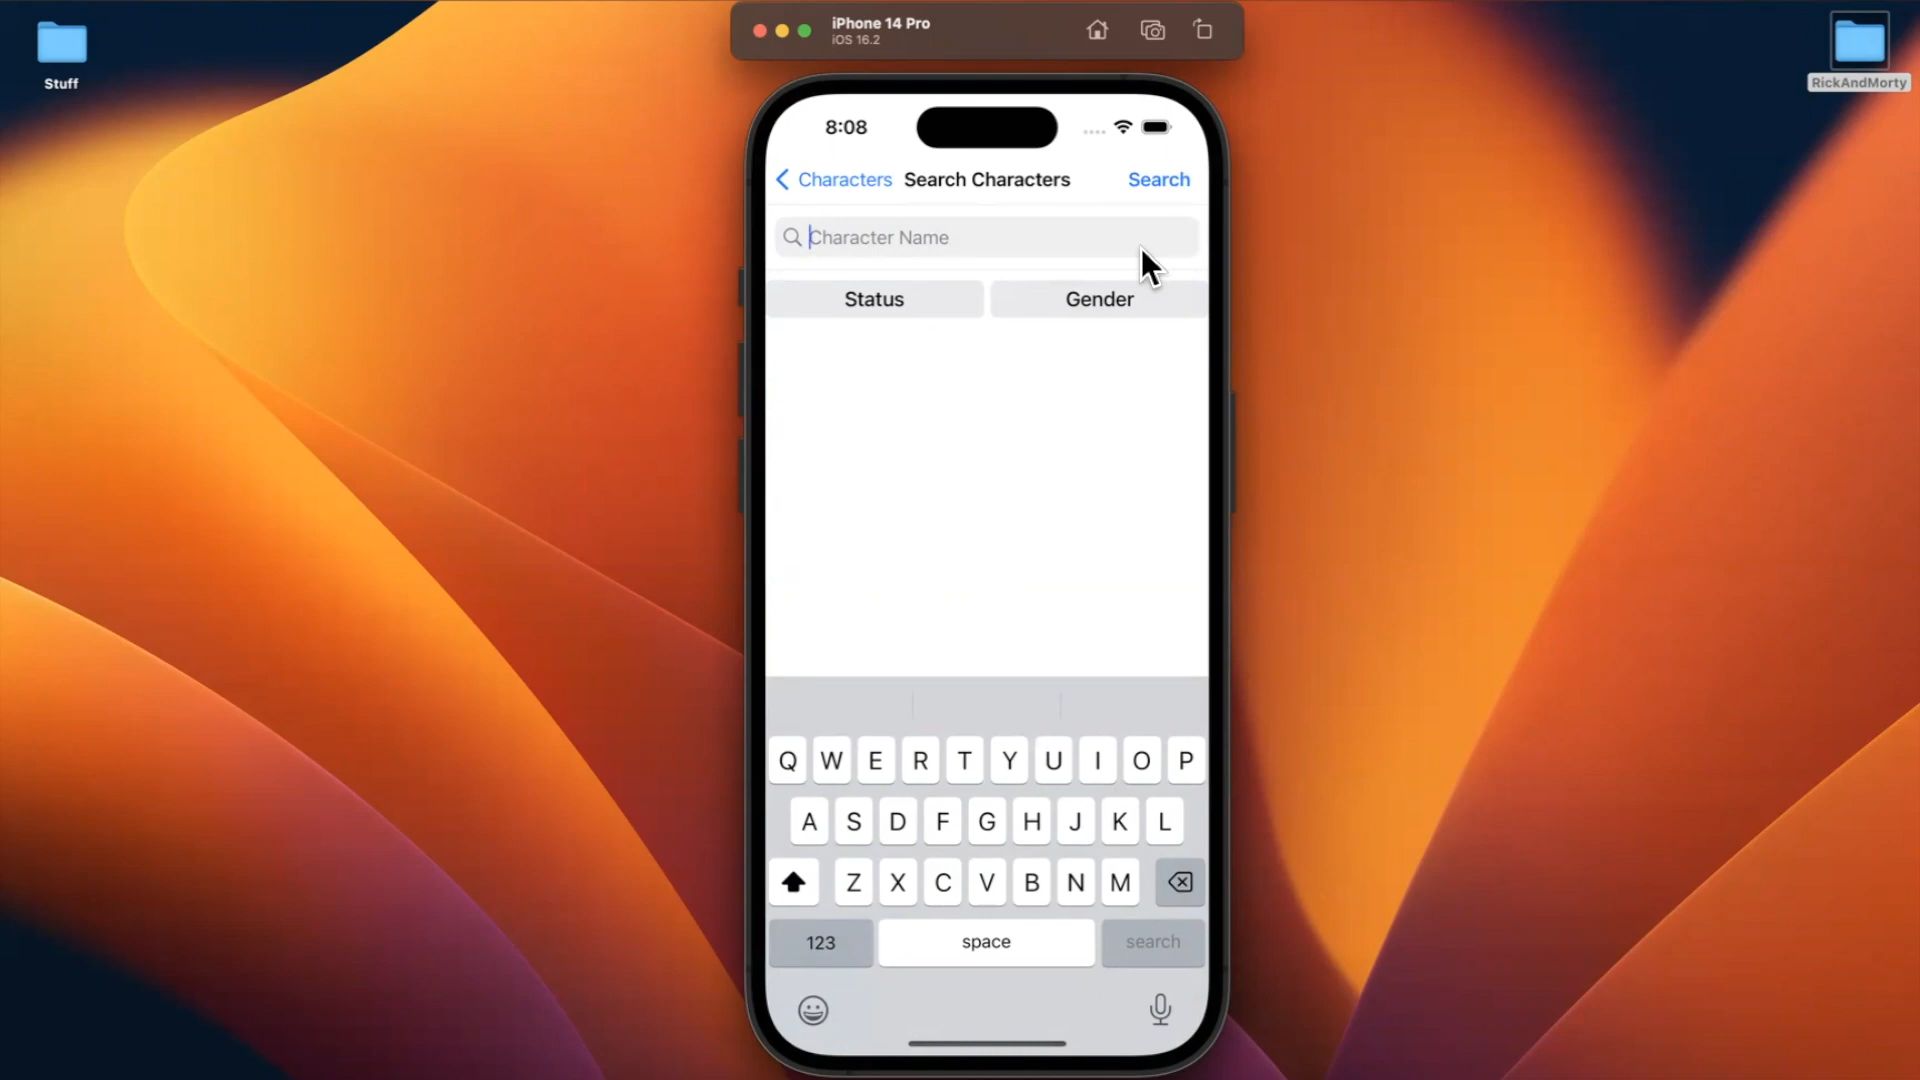 iPhone 14 Pro
iOS 16.2
Stuff
RickAndMorty
8:08
Characters Search Characters Search
Character Name
Status Gender
Q W E R T Y U I O P
A S D F G H J K L
Z X C V B N M
123 space search